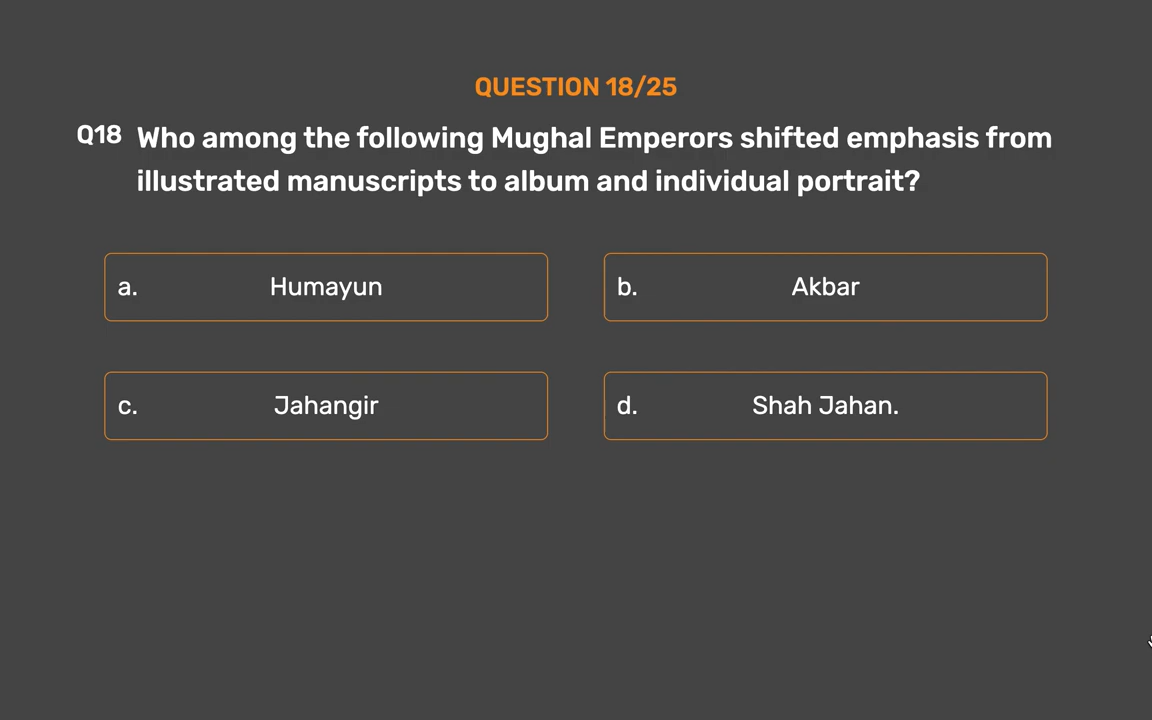 QUESTION 18/25
Q18 Who among the following Mughal Emperors shifted emphasis from
illustrated manuscripts to album and individual portrait?
a. Humayun
b. Akbar
c. Jahangir
d. Shah Jahan.